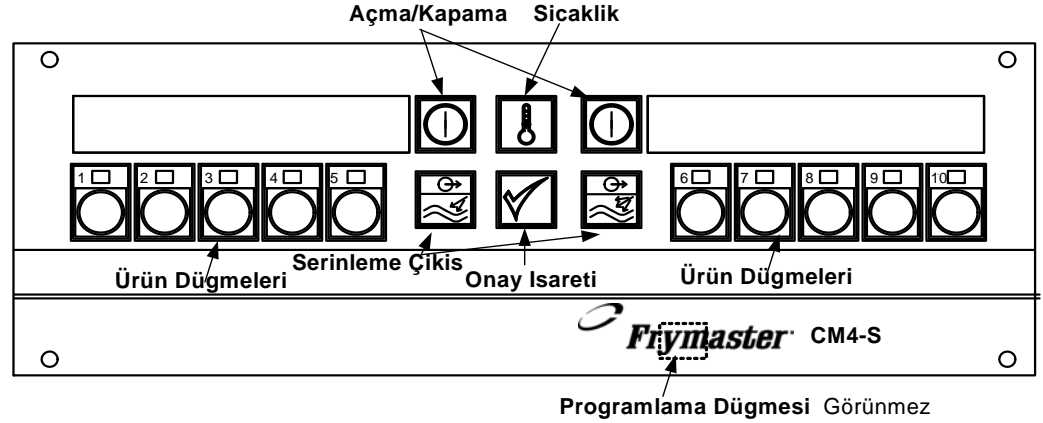 Açma/Kapama Sicaklik
1 2 3 4 5 6 7 8 9 10
Serinleme Çikis
Ürün Dügmeleri Onay Isareti Ürün Dügmeleri
Frymaster CM4-S
Programlama Dügmesi Görünmez